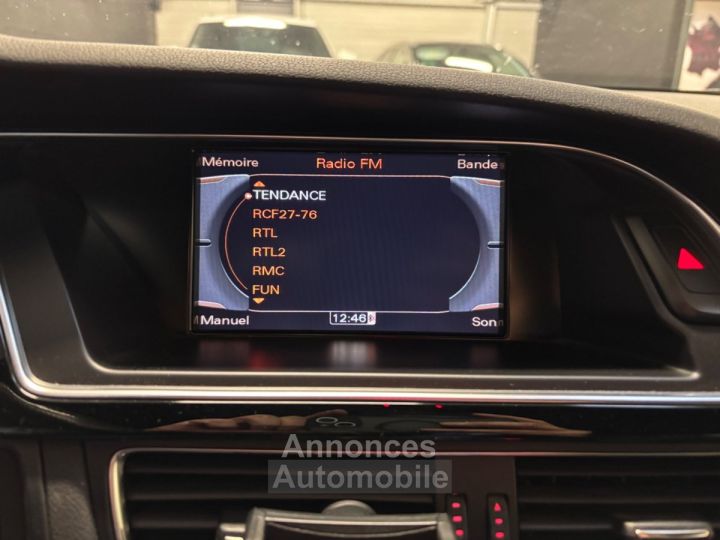 Mémoire Radio FM Bande
TENDANCE
RCF27-76
RTL
RTL2
RMC
FUN
Manuel 12:46 Son
Annonces
Automobile